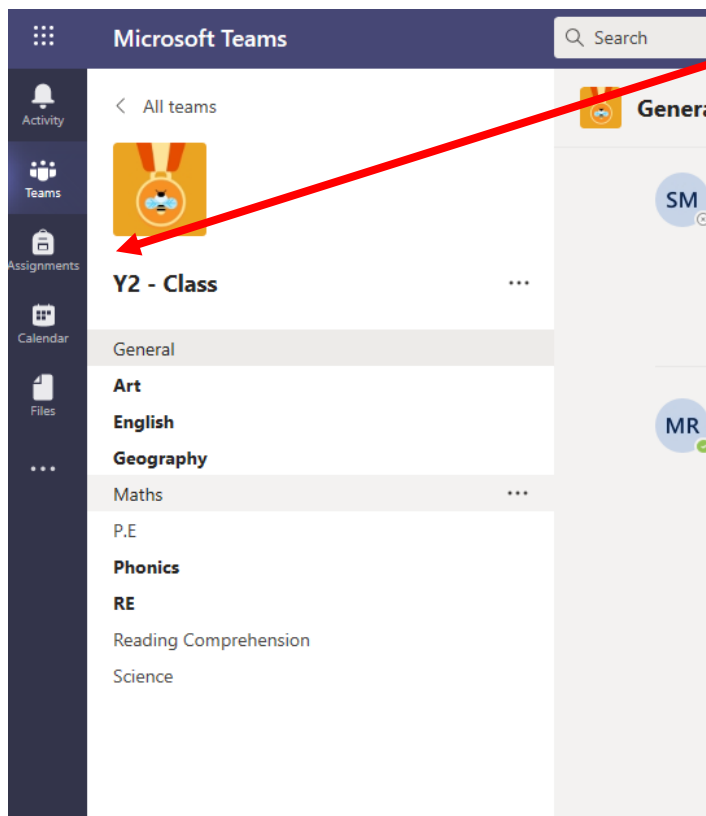 Microsoft Teams
Search
Activity
Teams
Assignments
Calendar
Files
...
All teams
Y2 - Class
...
General
Art
English
Geography
Maths
...
P.E
Phonics
RE
Reading Comprehension
Science
Genera
SM
MR